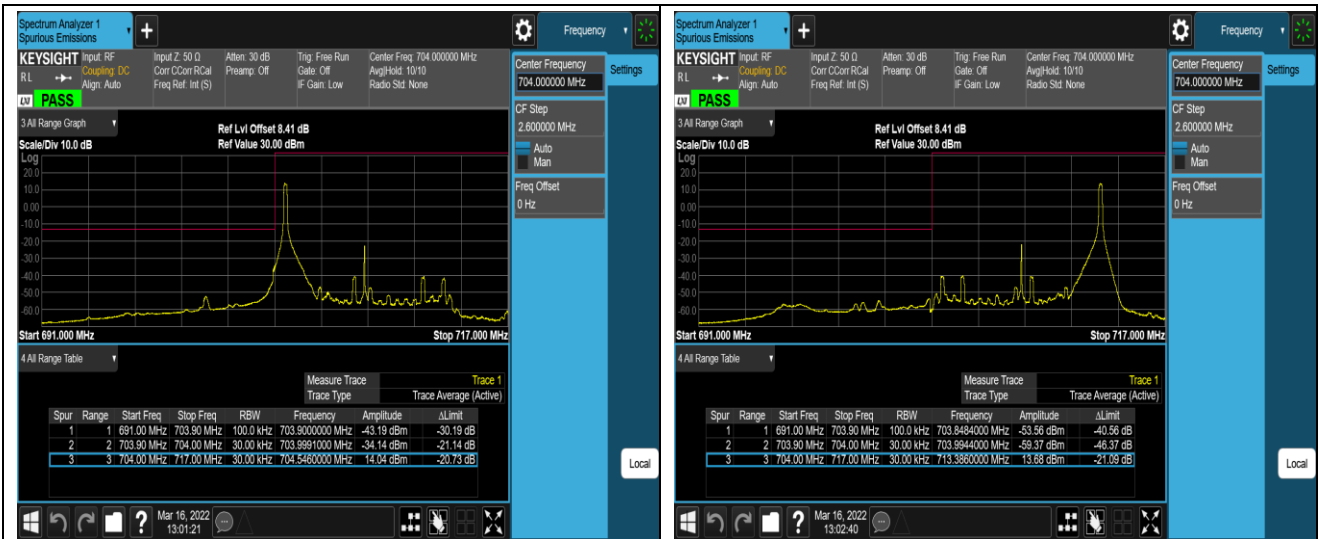 Spectrum Analyzer 1
Spurious Emissions
Frequency
KEYSIGHT
Input: RF
Coupling: DC
Align: Auto
Input Z: 50 Ω
Corr CCorr RCal
Freq Ref: Int (S)
Atten: 30 dB
Preamp: Off
Trig: Free Run
Gate: Off
IF Gain: Low
Center Freq: 704.000000 MHz
Avg|Hold: 10/10
Radio Std: None
RL
LXI PASS
Center Frequency
704.000000 MHz
Settings
CF Step
2.600000 MHz
Auto
Man
Freq Offset
0 Hz
3 All Range Graph
Ref Lvl Offset 8.41 dB
Scale/Div 10.0 dB
Ref Value 30.00 dBm
Log
20.0
10.0
0.00
-10.0
-20.0
-30.0
-40.0
-50.0
-60.0
Start 691.000 MHz
Stop 717.000 MHz
4 All Range Table
Measure Trace Trace 1
Trace Type Trace Average (Active)
Spur Range Start Freq Stop Freq RBW Frequency Amplitude ΔLimit
1 1 691.00 MHz 703.90 MHz 100.0 kHz 703.9000000 MHz -43.19 dBm -30.19 dB
2 2 703.90 MHz 704.00 MHz 30.00 kHz 703.9991000 MHz -34.14 dBm -21.14 dB
3 3 704.00 MHz 717.00 MHz 30.00 kHz 704.5460000 MHz 14.04 dBm -20.73 dB
Local
?
Mar 16, 2022
13:01:21
Spectrum Analyzer 1
Spurious Emissions
Frequency
KEYSIGHT
Input: RF
Coupling: DC
Align: Auto
Input Z: 50 Ω
Corr CCorr RCal
Freq Ref: Int (S)
Atten: 30 dB
Preamp: Off
Trig: Free Run
Gate: Off
IF Gain: Low
Center Freq: 704.000000 MHz
Avg|Hold: 10/10
Radio Std: None
RL
LXI PASS
Center Frequency
704.000000 MHz
Settings
CF Step
2.600000 MHz
Auto
Man
Freq Offset
0 Hz
3 All Range Graph
Ref Lvl Offset 8.41 dB
Scale/Div 10.0 dB
Ref Value 30.00 dBm
Log
20.0
10.0
0.00
-10.0
-20.0
-30.0
-40.0
-50.0
-60.0
Start 691.000 MHz
Stop 717.000 MHz
4 All Range Table
Measure Trace Trace 1
Trace Type Trace Average (Active)
Spur Range Start Freq Stop Freq RBW Frequency Amplitude ΔLimit
1 1 691.00 MHz 703.90 MHz 100.0 kHz 703.8484000 MHz -53.56 dBm -40.56 dB
2 2 703.90 MHz 704.00 MHz 30.00 kHz 703.9944000 MHz -59.37 dBm -46.37 dB
3 3 704.00 MHz 717.00 MHz 30.00 kHz 713.3860000 MHz 13.68 dBm -21.09 dB
Local
?
Mar 16, 2022
13:02:40